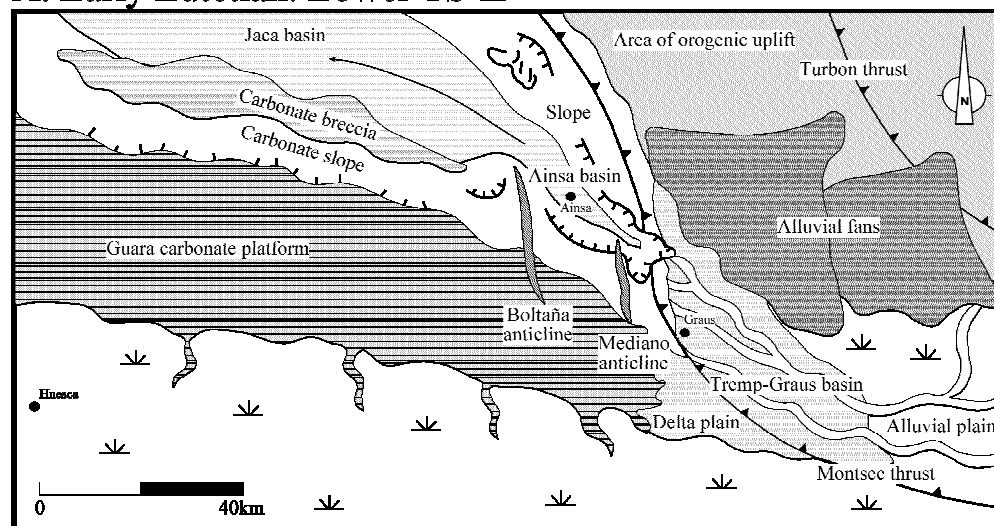 Jaca basin
Area of orogenic uplift
Turbon thrust
N
Carbonate breccia
Slope
Carbonate slope
Ainsa basin
Ainsa
Alluvial fans
Guara carbonate platform
Boltaña
anticline
Graus
Mediano
anticline
Tremp-Graus basin
Huesca
Delta plain
Alluvial plain
Montsec thrust
0
40km